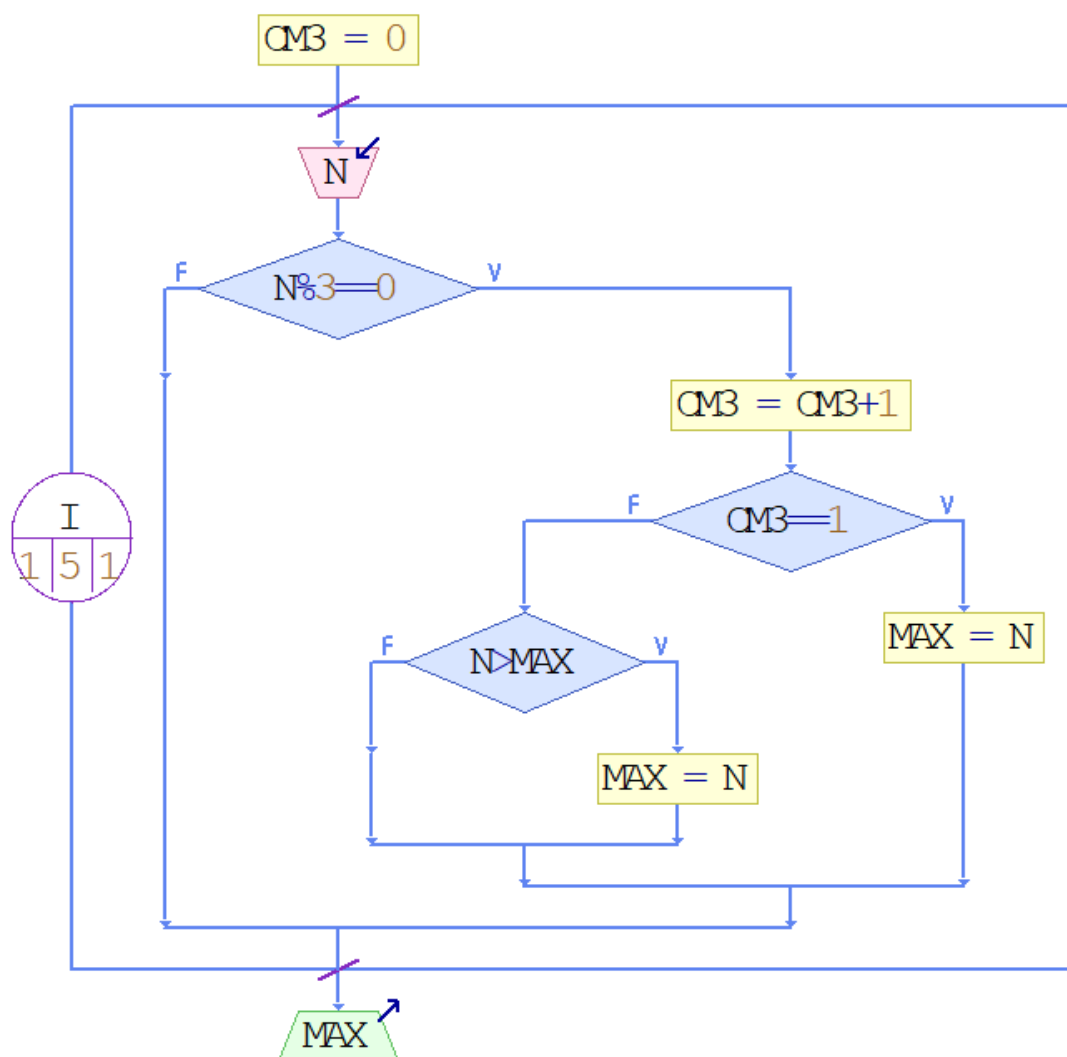 CM3 = 0
N
N%3==0
F
V
CM3 = CM3+1
I
1 5 1
CM3==1
F
V
MAX = N
N>MAX
F
V
MAX = N
MAX